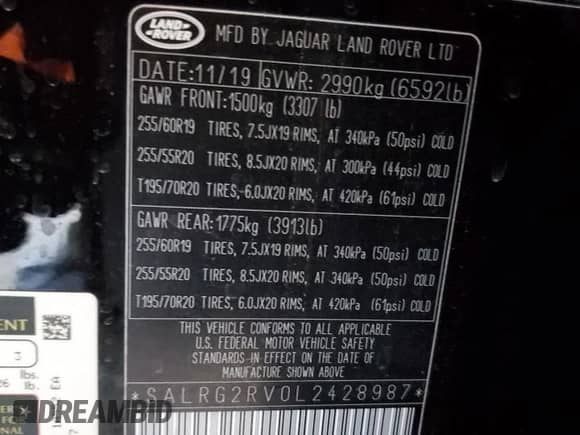 LAND ROVER
MFD BY JAGUAR LAND ROVER LTD
DATE:11/19 GVWR: 2990kg (6592lb)
GAWR FRONT:1500kg (3307 lb)
255/60R19 TIRES, 7.5JX19 RIMS, AT 340kPa (50psi) COLD
255/55R20 TIRES, 8.5JX20 RIMS, AT 300kPa (44psi) COLD
T195/70R20 TIRES, 6.0JX20 RIMS, AT 420kPa (61psi) COLD
GAWR REAR:1775kg (3913lb)
255/60R19 TIRES, 7.5JX19 RIMS, AT 340kPa (50psi) COLD
255/55R20 TIRES, 8.5JX20 RIMS, AT 340kPa (50psi) COLD
T195/70R20 TIRES, 6.0JX20 RIMS, AT 420kPa (61psi) COLD
THIS VEHICLE CONFORMS TO ALL APPLICABLE
U.S. FEDERAL MOTOR VEHICLE SAFETY
STANDARDS IN EFFECT ON THE DATE OF
MANUFACTURE SHOWN ABOVE
*SALRG2RV0L2428987*
ENT
3
lbs.
lb.
DREAMBID